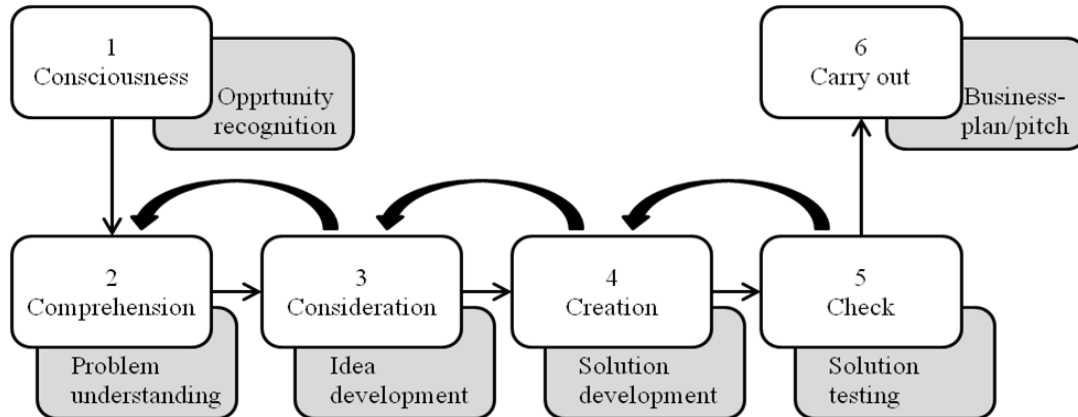 1
Consciousness
Opprtunity
recognition
6
Carry out
Business-
plan/pitch
2
Comprehension
Problem
understanding
3
Consideration
Idea
development
4
Creation
Solution
development
5
Check
Solution
testing